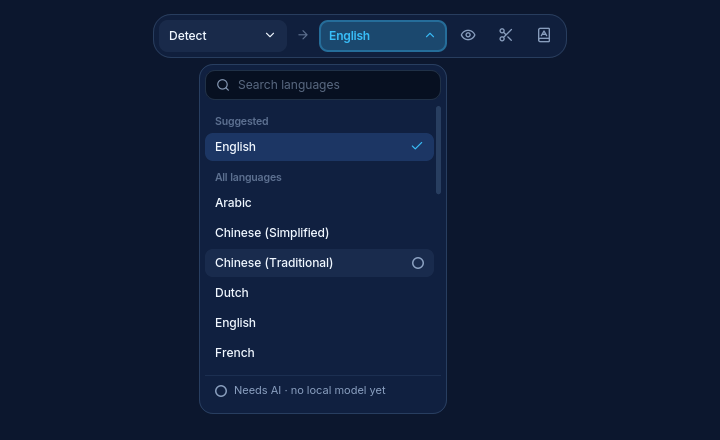 Detect
English
Search languages
Suggested
English
All languages
Arabic
Chinese (Simplified)
Chinese (Traditional)
Dutch
English
French
Needs AI · no local model yet